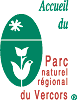 Accueil
du
Parc
naturel
régional
du Vercors
®